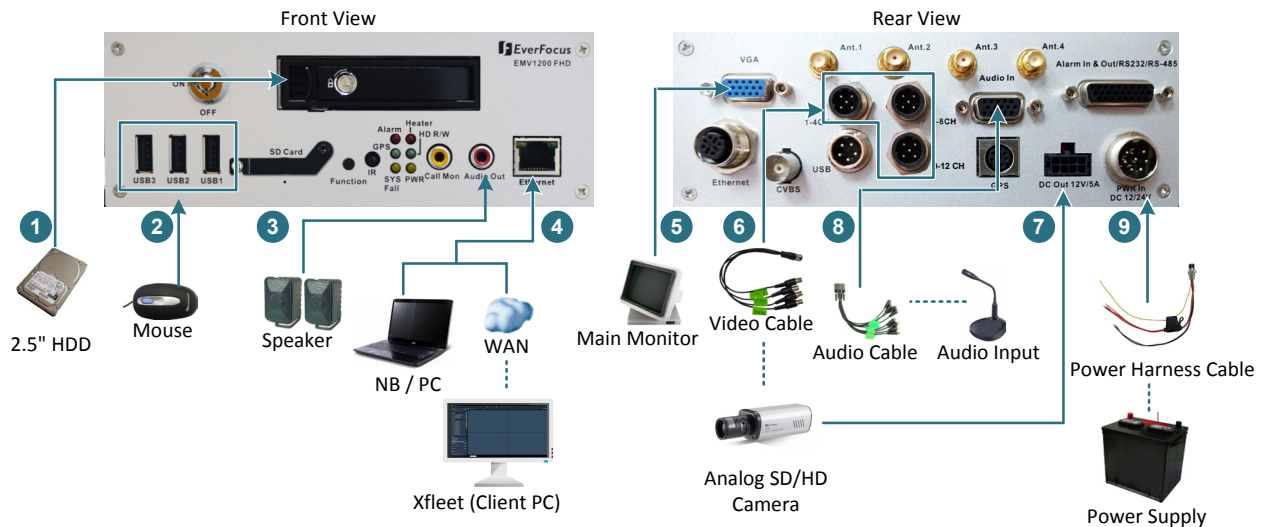 Front View
Rear View
EverFocus
EMV1200 FHD
ON
OFF
USB3
USB2
USB1
SD Card
Function
IR
Alarm
Heater
GPS
HD R/W
SYS
Fall
PWR
Call Mon
Audio Out
Ethernet
VGA
Ant.1
Ant.2
Ant.3
Ant.4
Audio In
Alarm In & Out/RS232/RS-485
1-4CH
-8CH
Ethernet
CVBS
USB
-12 CH
GPS
DC Out 12V/5A
PWR In
DC 12/24V
1
2
3
4
5
6
8
7
9
2.5" HDD
Mouse
Speaker
NB / PC
WAN
Xfleet (Client PC)
Main Monitor
Video Cable
Audio Cable
Audio Input
Power Harness Cable
Analog SD/HD
Camera
Power Supply